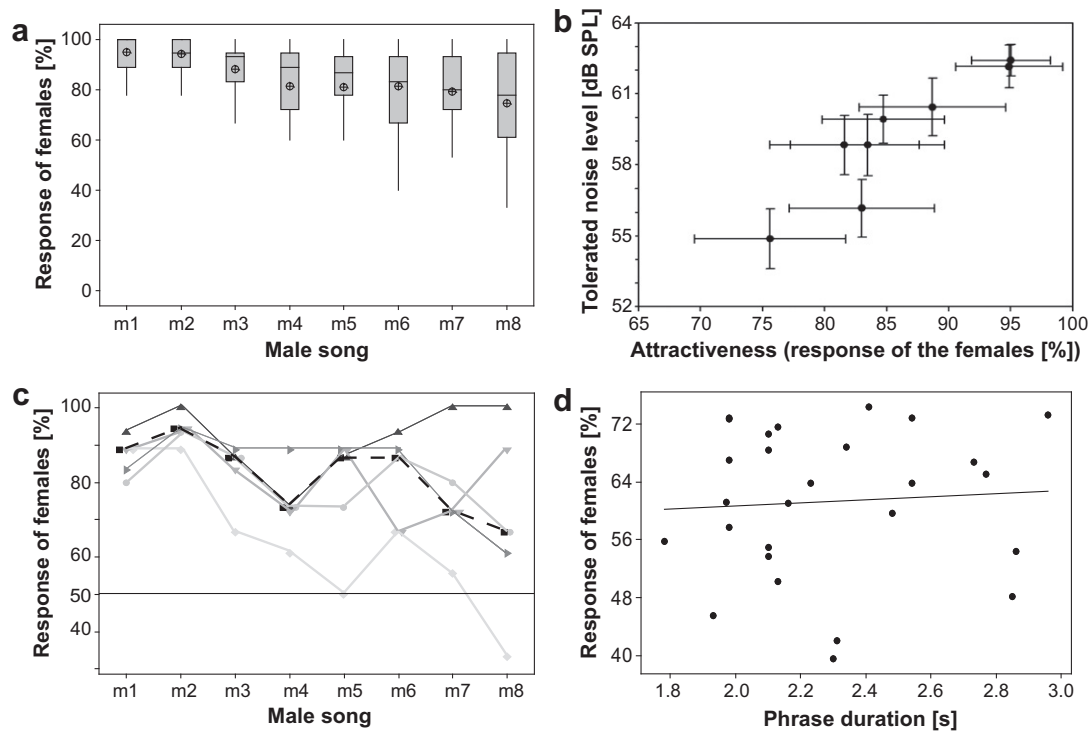 a
Response of females [%]
100
80
60
40
20
0
m1 m2 m3 m4 m5 m6 m7 m8
Male song
b
Tolerated noise level [dB SPL]
64
61
58
55
52
65 70 75 80 85 90 95 100
Attractiveness (response of the females [%])
c
Response of females [%]
100
80
60
50
40
m1 m2 m3 m4 m5 m6 m7 m8
Male song
d
Response of females [%]
72
64
56
48
40
1.8 2.0 2.2 2.4 2.6 2.8 3.0
Phrase duration [s]